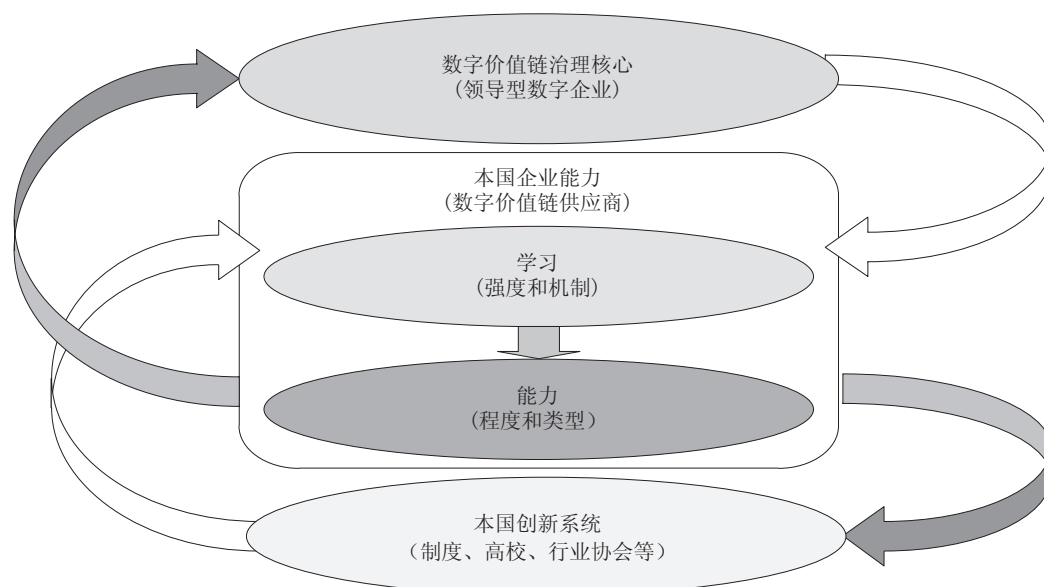 数字价值链治理核心
(领导型数字企业)
本国企业能力
(数字价值链供应商)
学习
(强度和机制)
能力
(程度和类型）
本国创新系统
（制度、高校、行业协会等）